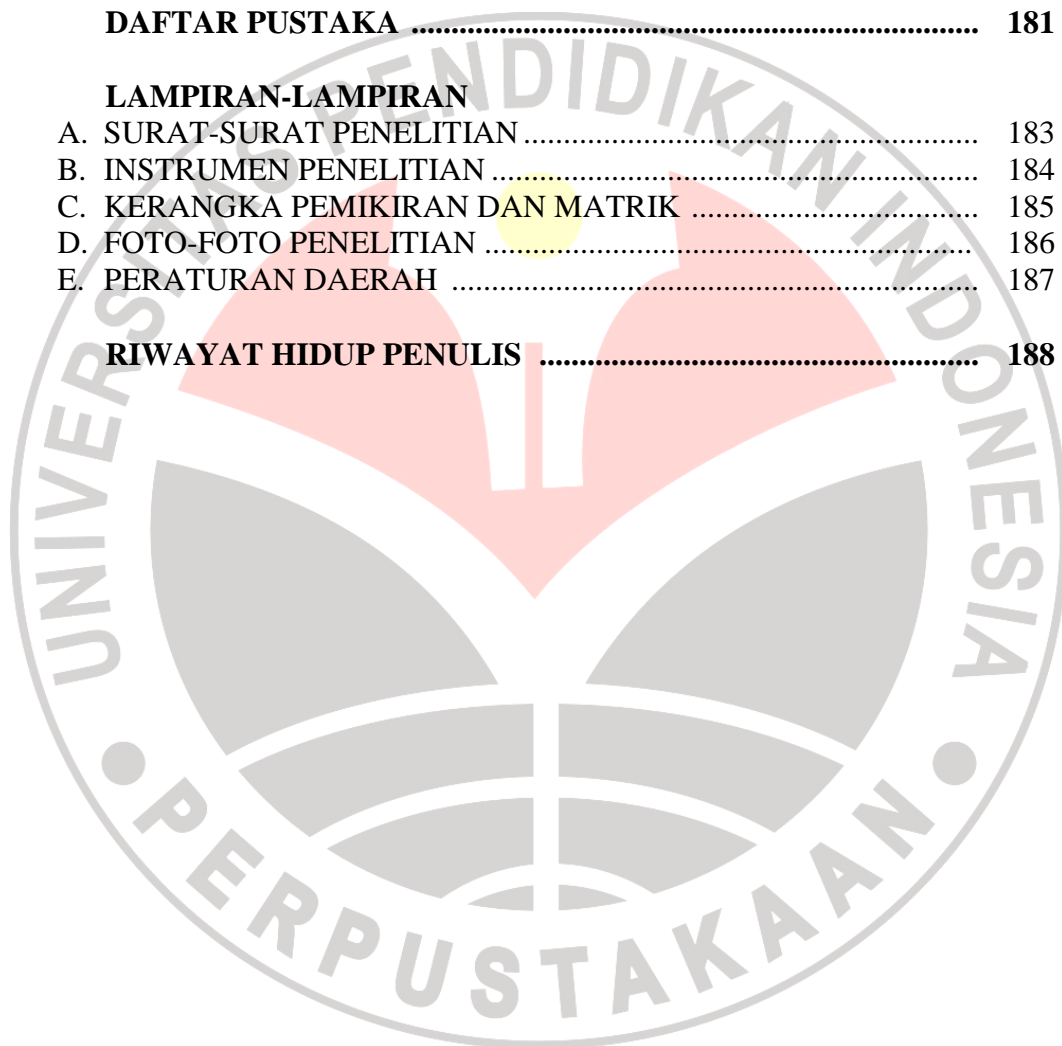 DAFTAR PUSTAKA ........................................................................ 181
LAMPIRAN-LAMPIRAN
A. SURAT-SURAT PENELITIAN .......................................................... 183
B. INSTRUMEN PENELITIAN .............................................................. 184
C. KERANGKA PEMIKIRAN DAN MATRIK ..................................... 185
D. FOTO-FOTO PENELITIAN .............................................................. 186
E. PERATURAN DAERAH ................................................................... 187
RIWAYAT HIDUP PENULIS ........................................................ 188
UNIVERSITAS PENDIDIKAN INDONESIA
PERPUSTAKAAN